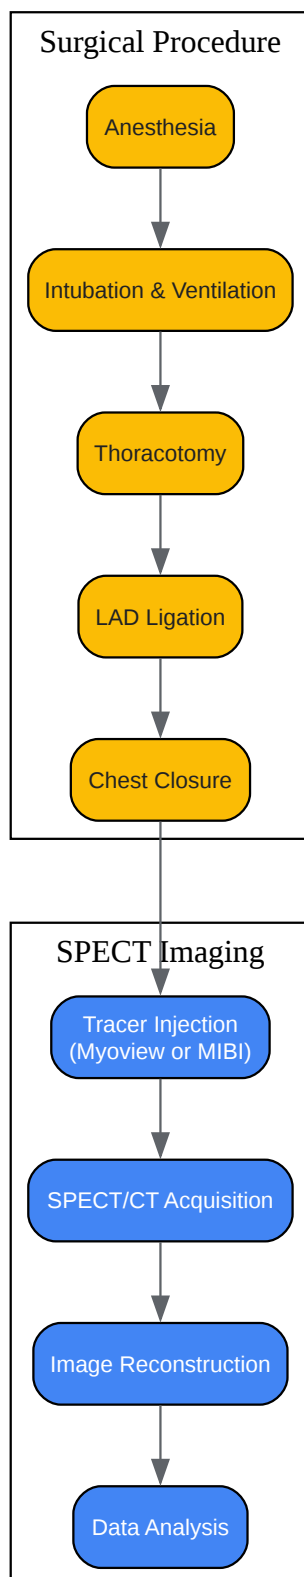 Surgical Procedure
Anesthesia
Intubation & Ventilation
Thoracotomy
LAD Ligation
Chest Closure
SPECT Imaging
Tracer Injection
(Myoview or MIBI)
SPECT/CT Acquisition
Image Reconstruction
Data Analysis